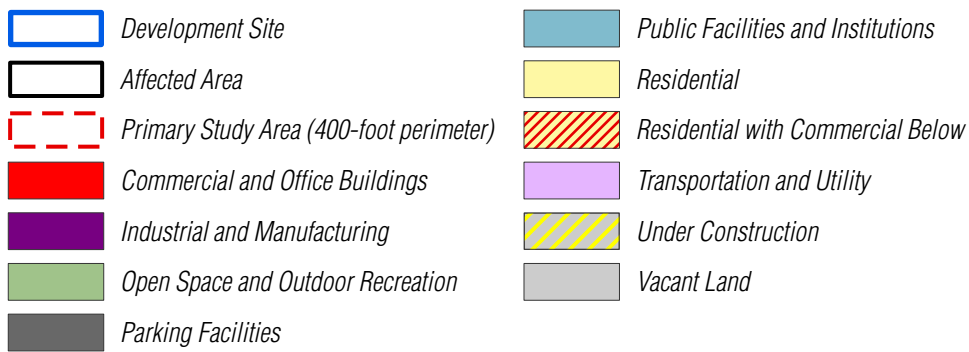 Development Site
Affected Area
Primary Study Area (400-foot perimeter)
Commercial and Office Buildings
Industrial and Manufacturing
Open Space and Outdoor Recreation
Parking Facilities
Public Facilities and Institutions
Residential
Residential with Commercial Below
Transportation and Utility
Under Construction
Vacant Land